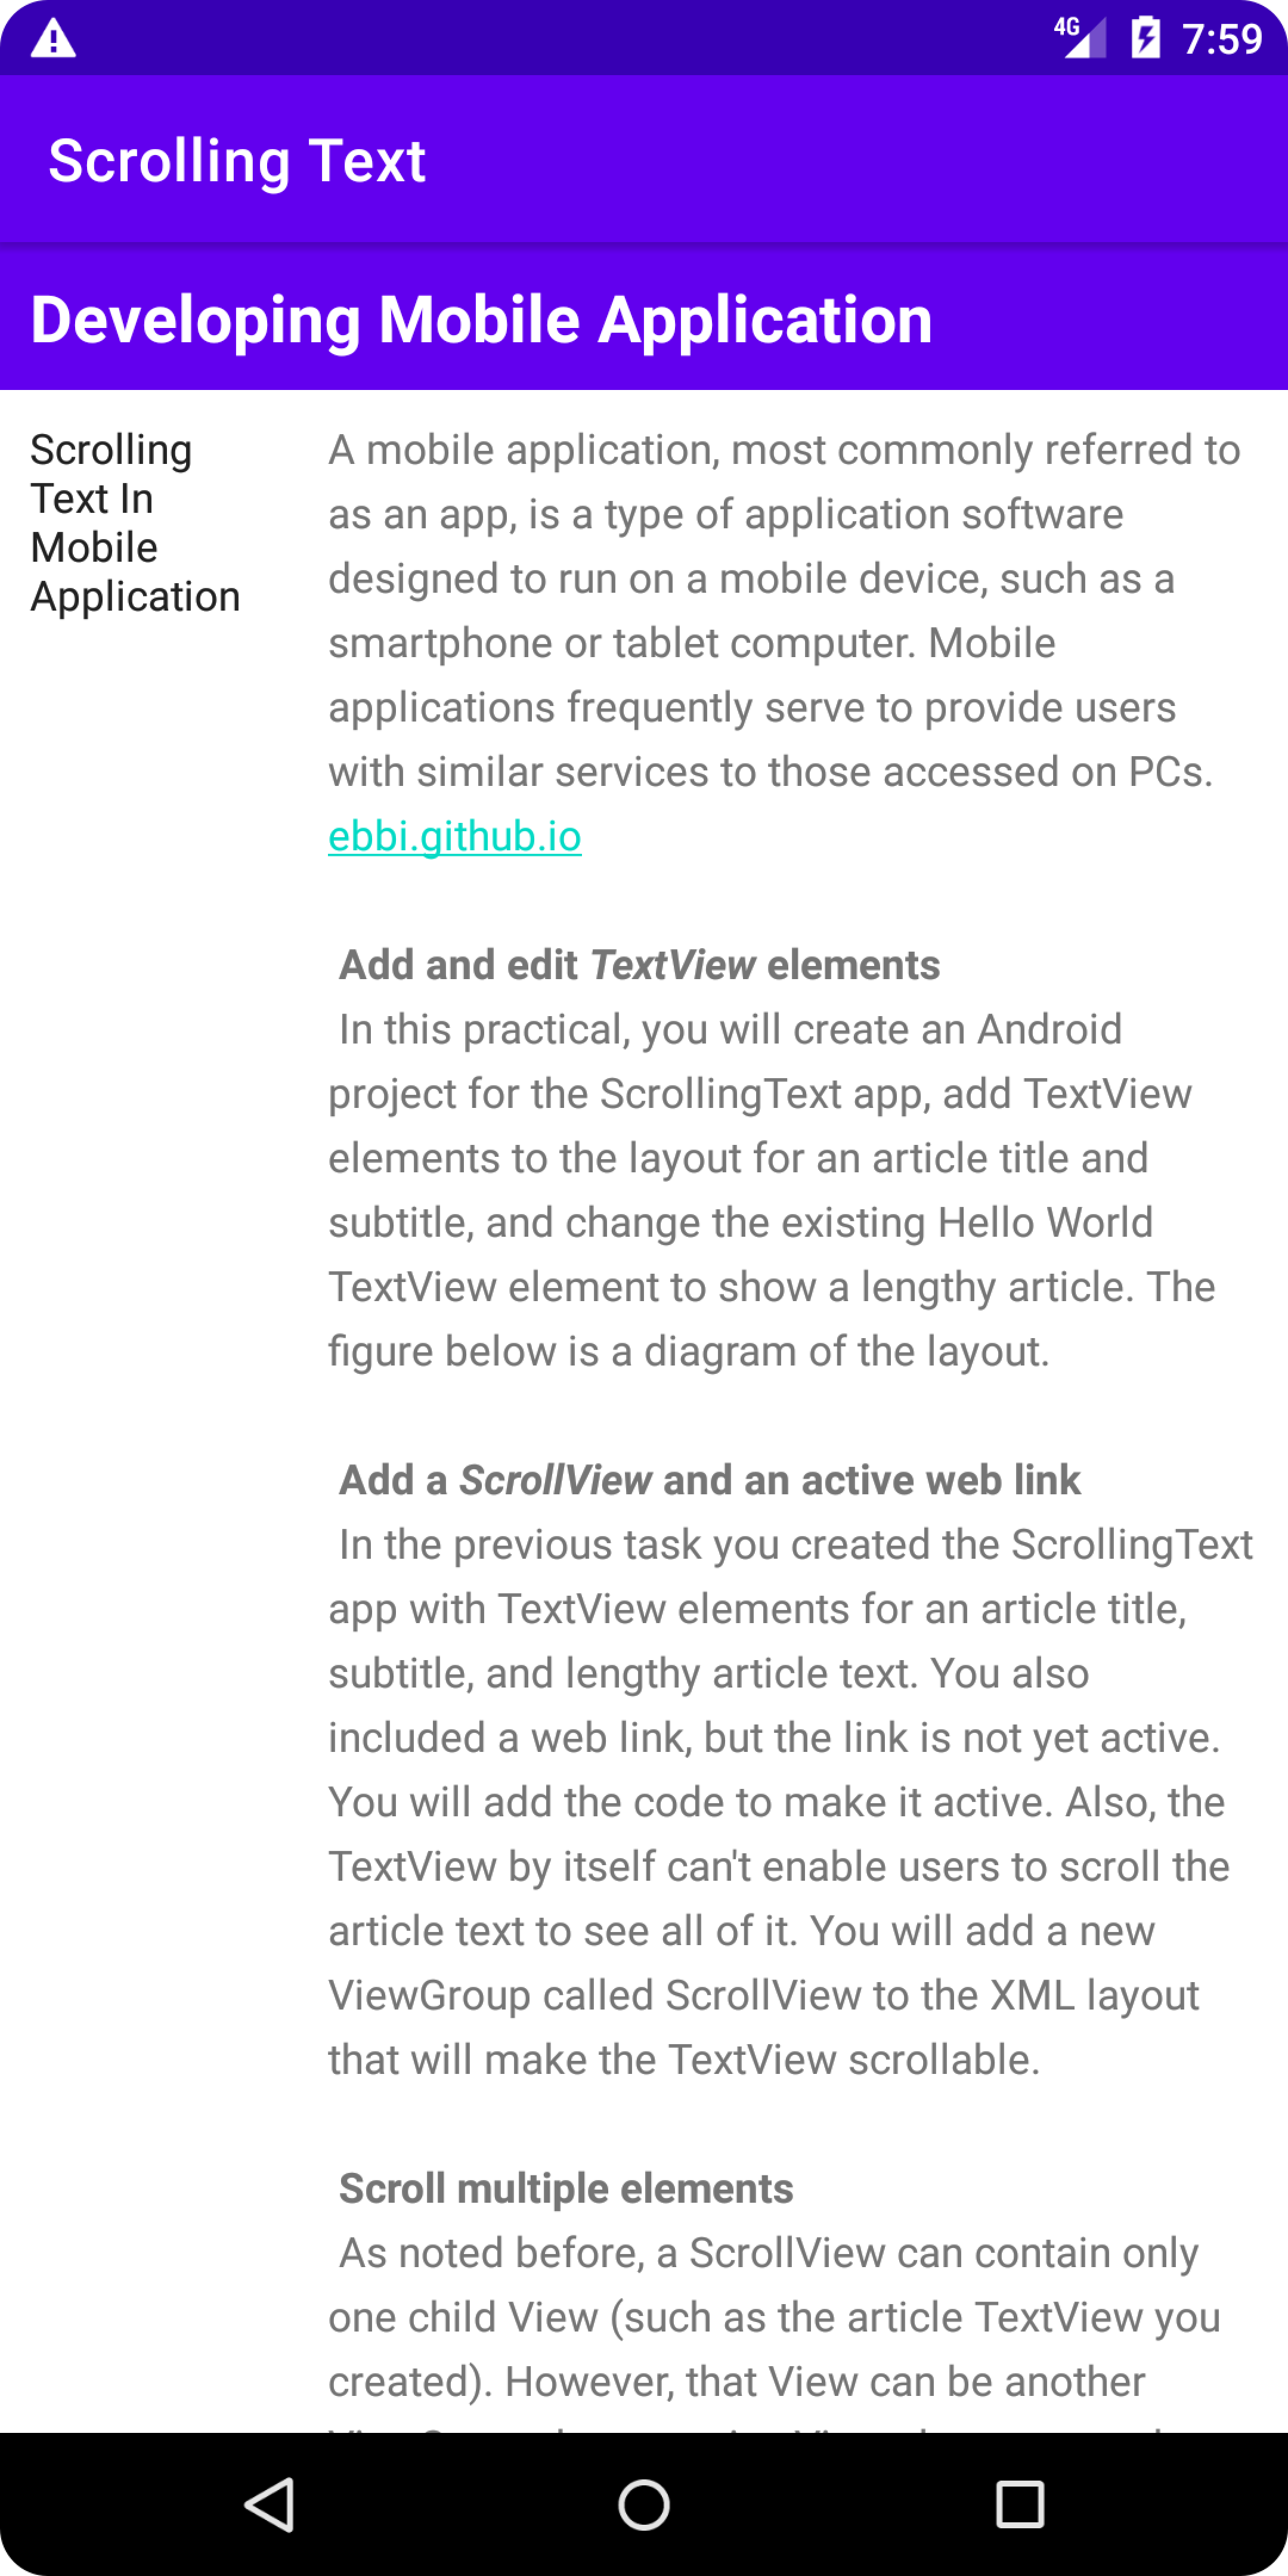 4G 7:59
Scrolling Text
Developing Mobile Application
Scrolling
Text In
Mobile
Application
A mobile application, most commonly referred to
as an app, is a type of application software
designed to run on a mobile device, such as a
smartphone or tablet computer. Mobile
applications frequently serve to provide users
with similar services to those accessed on PCs.
ebbi.github.io
Add and edit TextView elements
In this practical, you will create an Android
project for the ScrollingText app, add TextView
elements to the layout for an article title and
subtitle, and change the existing Hello World
TextView element to show a lengthy article. The
figure below is a diagram of the layout.
Add a ScrollView and an active web link
In the previous task you created the ScrollingText
app with TextView elements for an article title,
subtitle, and lengthy article text. You also
included a web link, but the link is not yet active.
You will add the code to make it active. Also, the
TextView by itself can't enable users to scroll the
article text to see all of it. You will add a new
ViewGroup called ScrollView to the XML layout
that will make the TextView scrollable.
Scroll multiple elements
As noted before, a ScrollView can contain only
one child View (such as the article TextView you
created). However, that View can be another